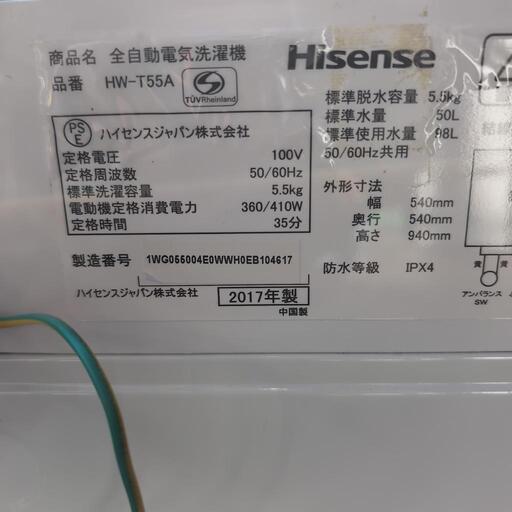 商品名 全自動電気洗濯機
品番 HW-T55A
TÜVRheinland
PS
E
ハイセンスジャパン株式会社
定格電圧 100V
定格周波数 50/60Hz
標準洗濯容量 5.5kg
電動機定格消費電力 360/410W
定格時間 35分
製造番号 1WG055004E0WWH0EB104617
ハイセンスジャパン株式会社 2017年製
中国製
Hisense
標準脱水容量 5.5kg
標準水量 50L
標準使用水量 98L
50/60Hz共用
外形寸法
幅 540mm
奥行 540mm
高さ 940mm
防水等級 IPX4
結線
黄 黄
アンバランス
SW